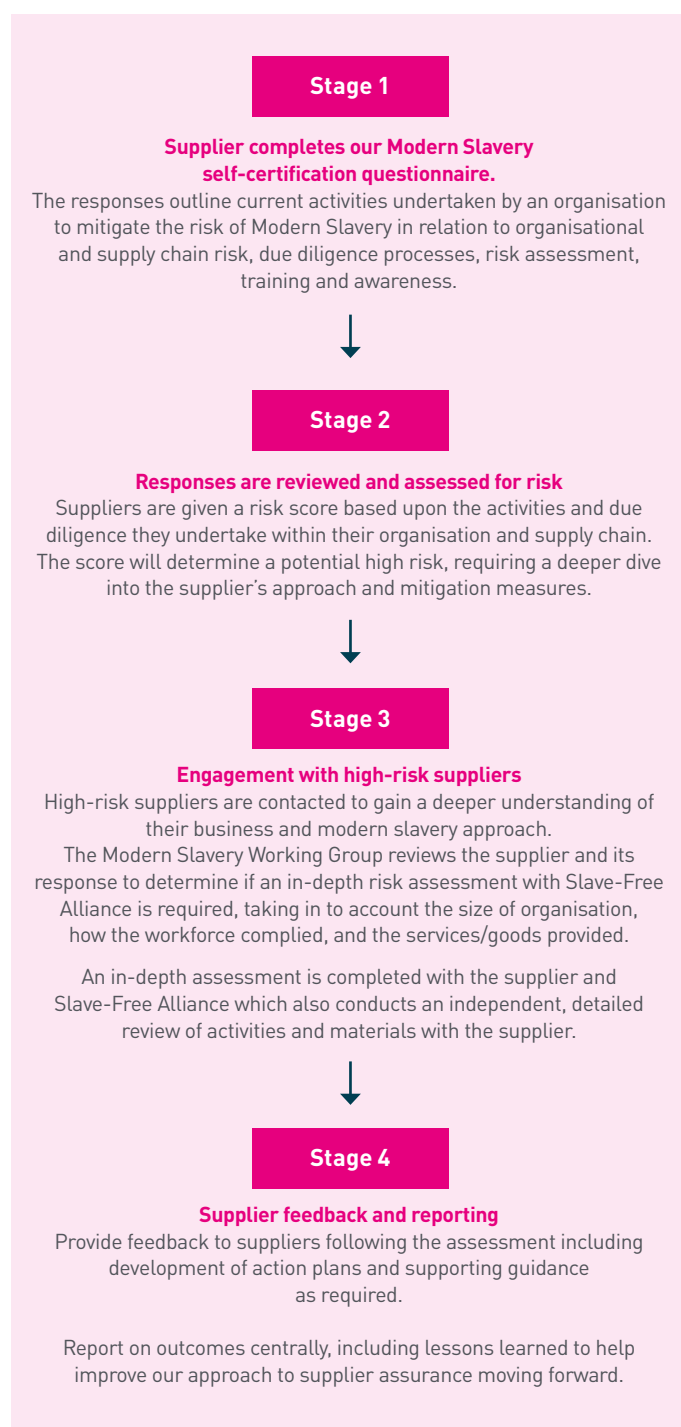 Stage 1
Supplier completes our Modern Slavery
self-certification questionnaire.
The responses outline current activities undertaken by an organisation
to mitigate the risk of Modern Slavery in relation to organisational
and supply chain risk, due diligence processes, risk assessment,
training and awareness.
Stage 2
Responses are reviewed and assessed for risk
Suppliers are given a risk score based upon the activities and due
diligence they undertake within their organisation and supply chain.
The score will determine a potential high risk, requiring a deeper dive
into the supplier’s approach and mitigation measures.
Stage 3
Engagement with high-risk suppliers
High-risk suppliers are contacted to gain a deeper understanding of
their business and modern slavery approach.
The Modern Slavery Working Group reviews the supplier and its
response to determine if an in-depth risk assessment with Slave-Free
Alliance is required, taking in to account the size of organisation,
how the workforce complied, and the services/goods provided.
An in-depth assessment is completed with the supplier and
Slave-Free Alliance which also conducts an independent, detailed
review of activities and materials with the supplier.
Stage 4
Supplier feedback and reporting
Provide feedback to suppliers following the assessment including
development of action plans and supporting guidance
as required.
Report on outcomes centrally, including lessons learned to help
improve our approach to supplier assurance moving forward.